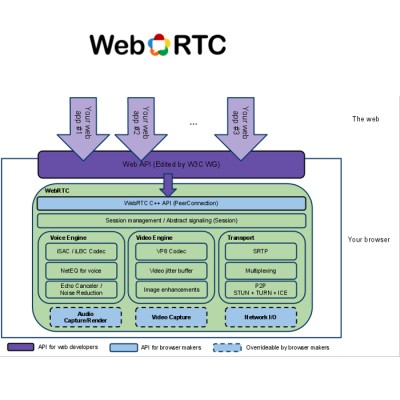 Web RTC
Your web app #1
Your web app #2
...
Your web app #3
The web
Web API (Edited by W3C WG)
WebRTC
WebRTC C++ API (PeerConnection)
Session management / Abstract signaling (Session)
Your browser
Voice Engine
iSAC / iLBC Codec
NetEQ for voice
Echo Canceler /
Noise Reduction
Video Engine
VP8 Codec
Video jitter buffer
Image enhancements
Transport
SRTP
Multiplexing
P2P
STUN + TURN + ICE
Audio
Capture/Render
Video Capture
Network I/O
API for web developers
API for browser makers
Overrideable by browser makers